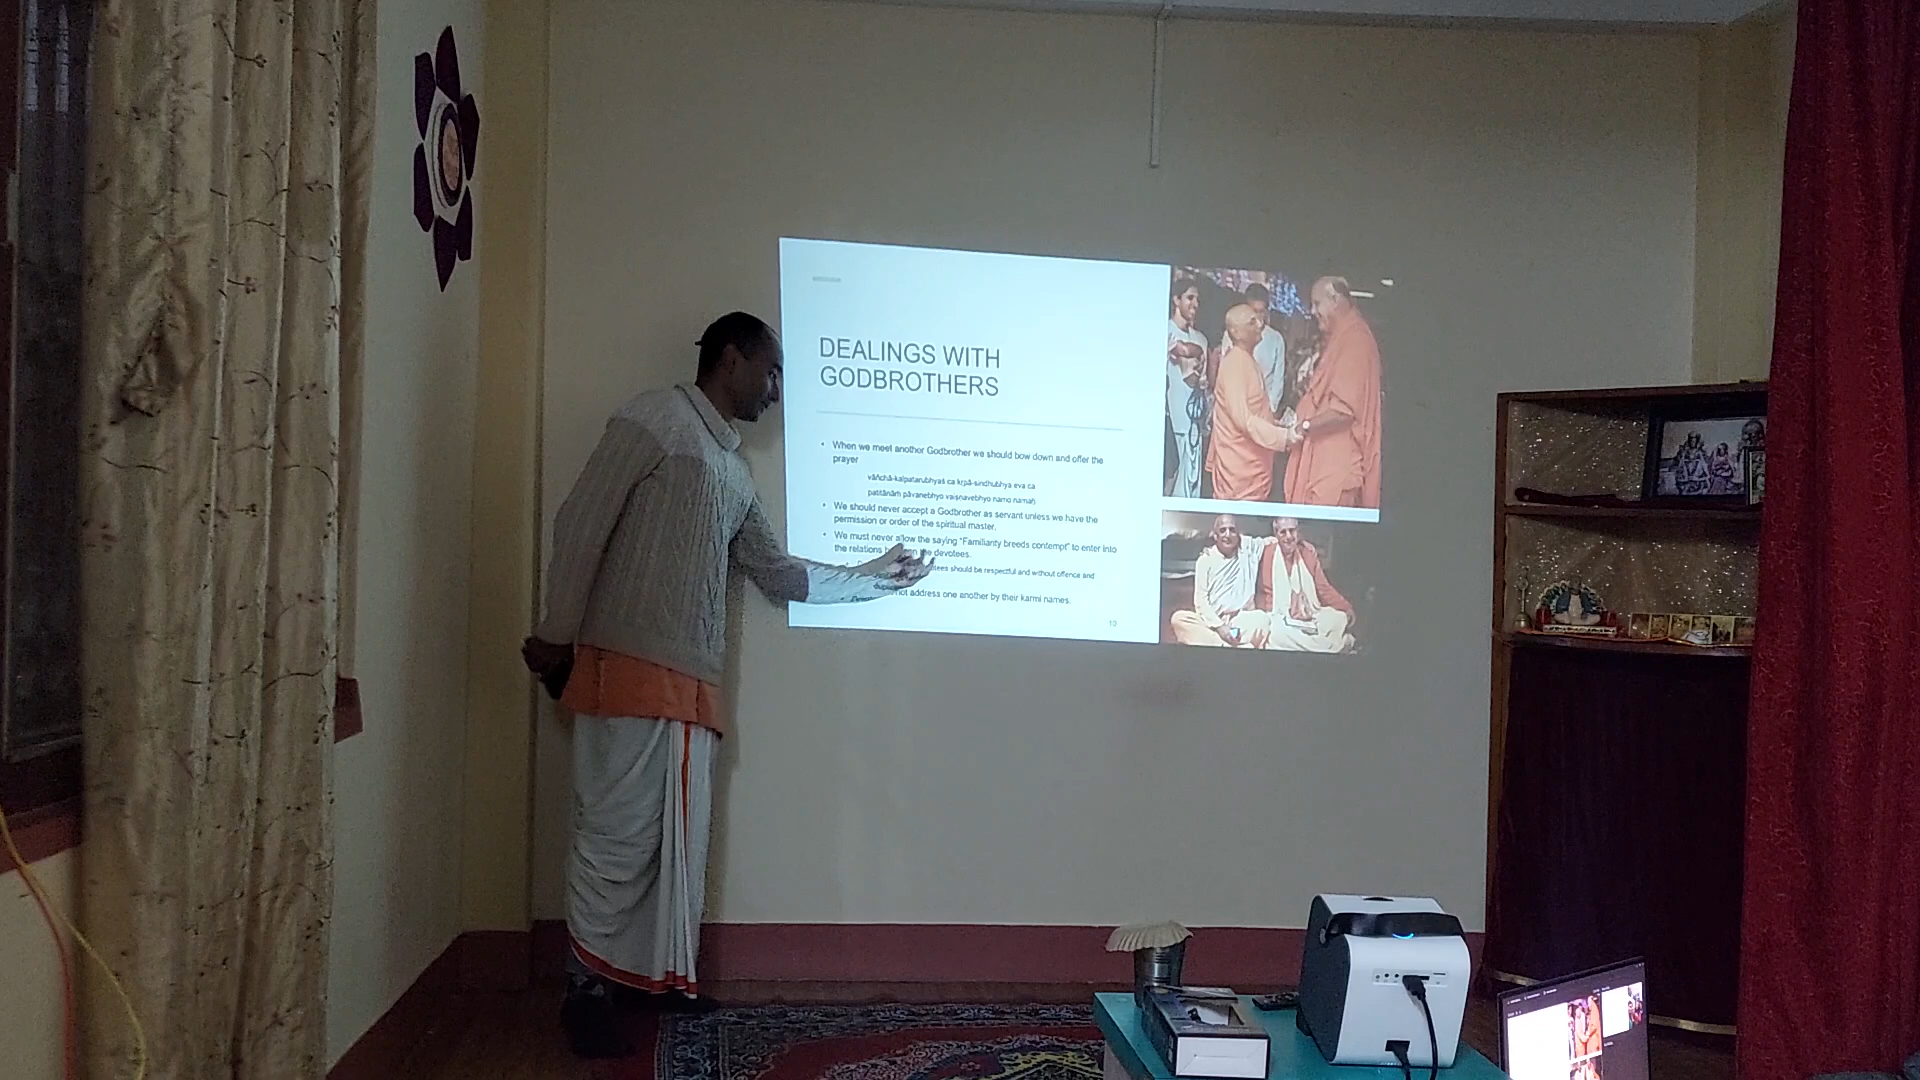 DEALINGS WITH
GODBROTHERS
• When we meet another Godbrother we should bow down and offer the
prayer
vāñchā-kalpatarubhyaś ca kṛpā-sindhubhya eva ca
patitānāṁ pāvanebhyo vaiṣṇavebhyo namo namaḥ
• We should never accept a Godbrother as servant unless we have the
permission or order of the spiritual master.
• We must never allow the saying "Familiarity breeds contempt" to enter into
the relations the devotees.
should be respectful and without offence and
not address one another by their karmi names.
10